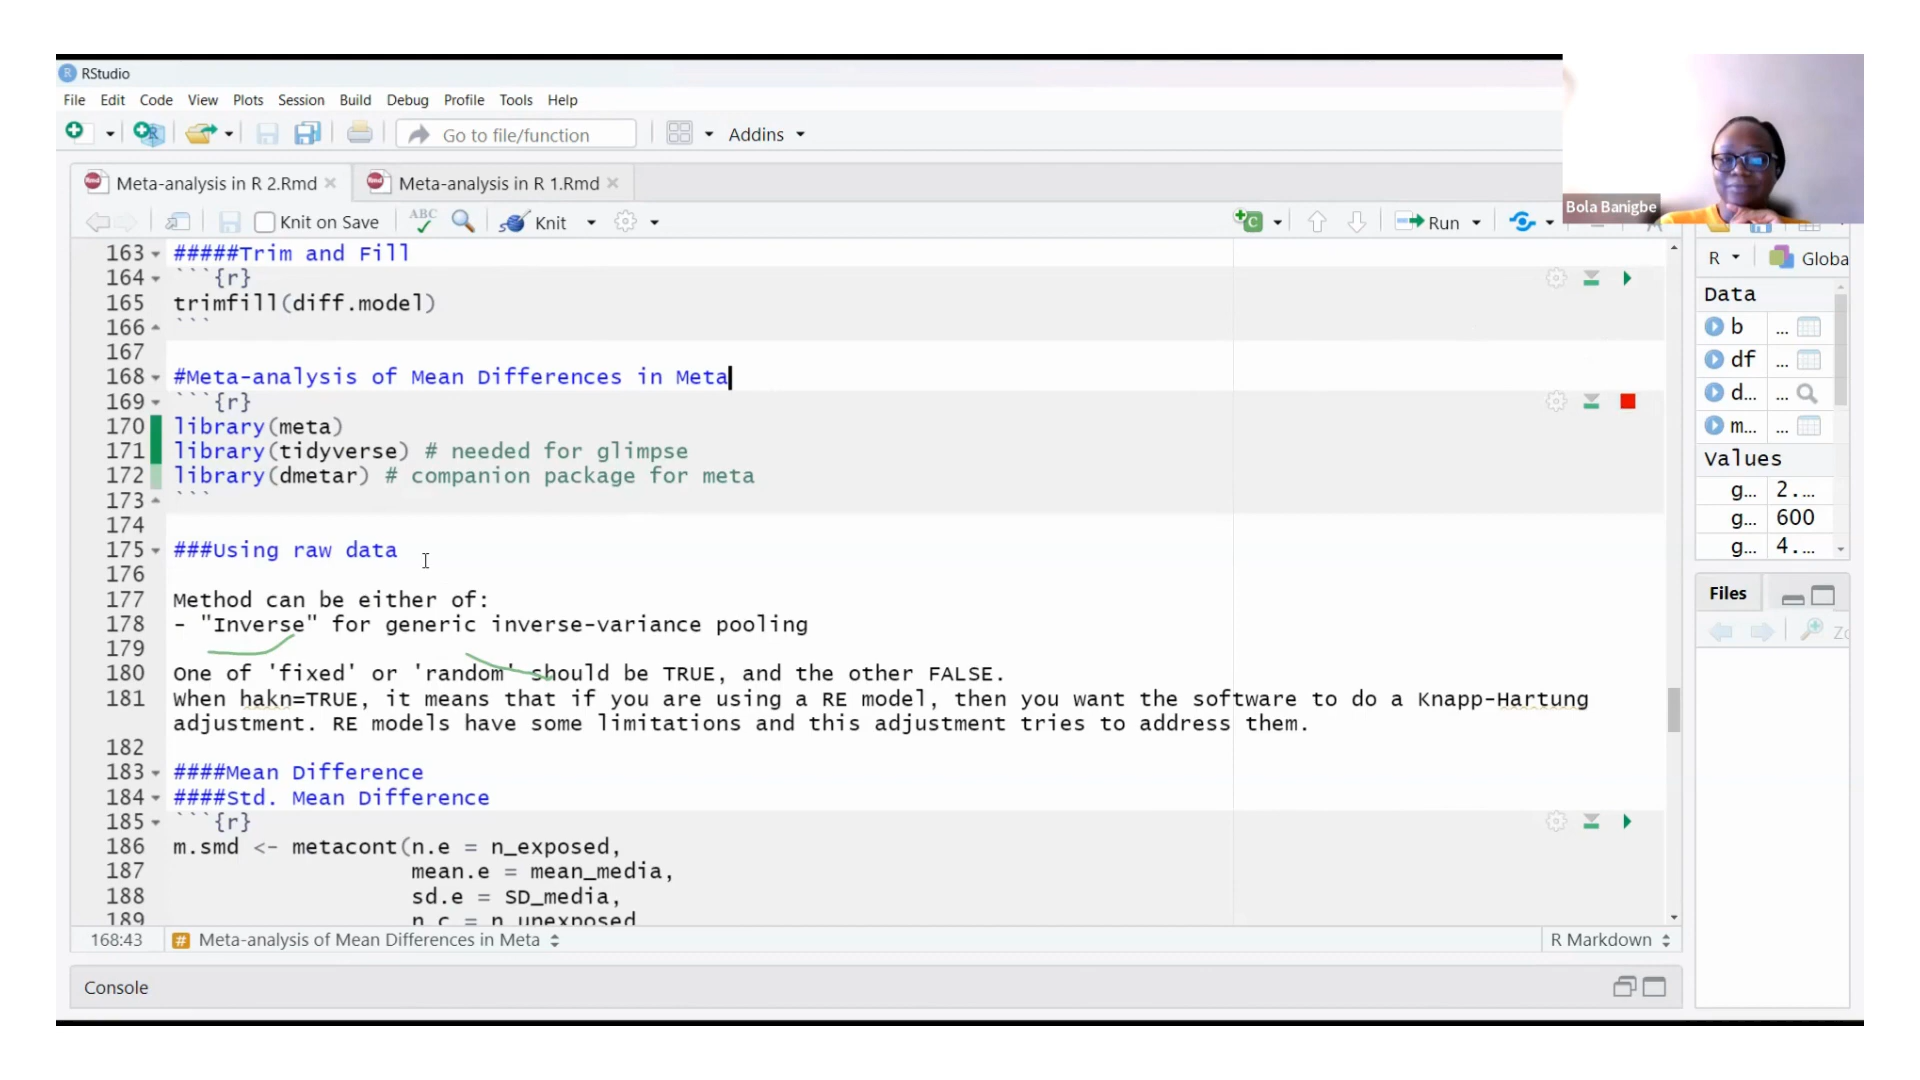 RStudio
File Edit Code View Plots Session Build Debug Profile Tools Help
Go to file/function Addins
Meta-analysis in R 2.Rmd Meta-analysis in R 1.Rmd
Bola Banigbe
Knit on Save ABC Knit Run
163 #####Trim and Fill
164 ```{r}
165 trimfill(diff.model)
166 ```
167
168 #Meta-analysis of Mean Differences in Meta
169 ```{r}
170 library(meta)
171 library(tidyverse) # needed for glimpse
172 library(dmetar) # companion package for meta
173 ```
174
175 ###Using raw data
176
177 Method can be either of:
178 - "Inverse" for generic inverse-variance pooling
179
180 One of 'fixed' or 'random' should be TRUE, and the other FALSE.
181 When hakn=TRUE, it means that if you are using a RE model, then you want the software to do a Knapp-Hartung
adjustment. RE models have some limitations and this adjustment tries to address them.
182
183 ####Mean Difference
184 ####Std. Mean Difference
185 ```{r}
186 m.smd <- metacont(n.e = n_exposed,
187 mean.e = mean_media,
188 sd.e = SD_media,
189 n.c = n_unexposed
168:43 # Meta-analysis of Mean Differences in Meta R Markdown
Console
R Globa
Data
b ...
df ...
d... ...
m... ...
Values
g... 2....
g... 600
g... 4....
Files